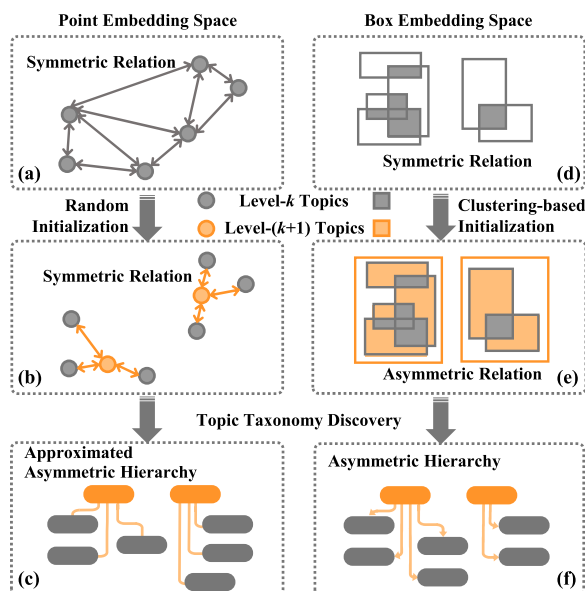 Point Embedding Space
Box Embedding Space
Symmetric Relation
(a)
Symmetric Relation
(d)
Random
Initialization
Level-k Topics
Level-(k+1) Topics
Clustering-based
Initialization
Symmetric Relation
(b)
Asymmetric Relation
(e)
Topic Taxonomy Discovery
Approximated
Asymmetric Hierarchy
(c)
Asymmetric Hierarchy
(f)